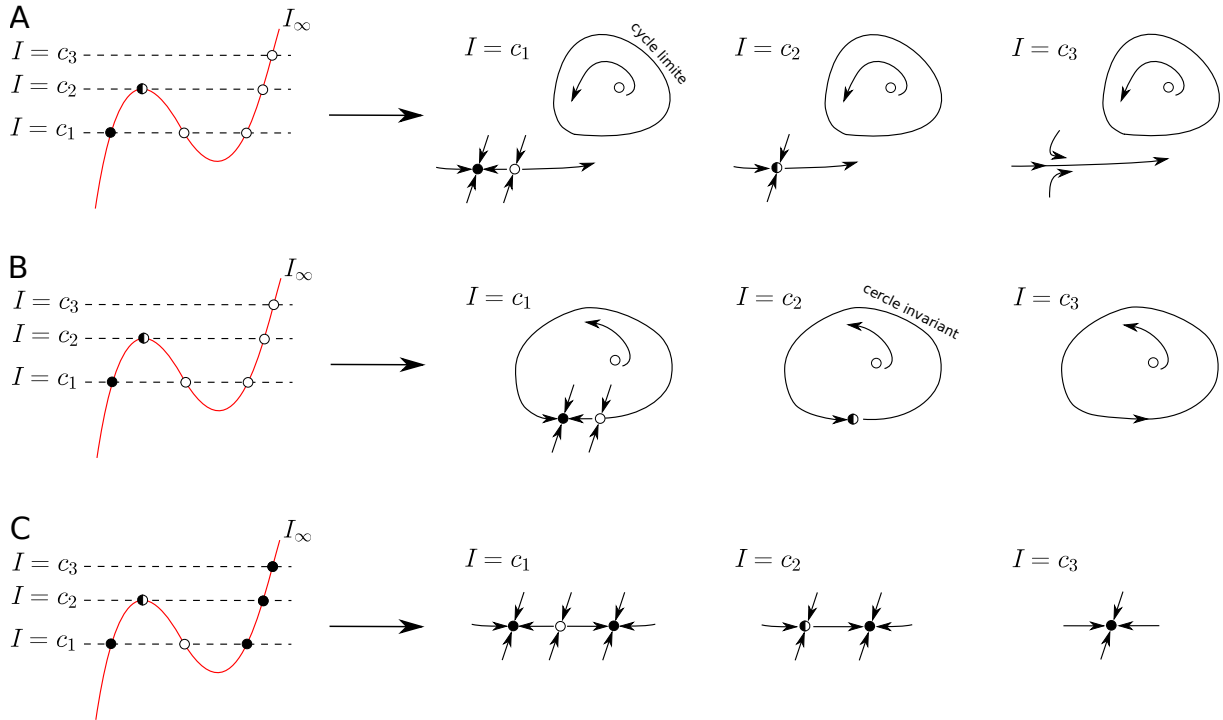 A
I∞
I = c₃
I = c₂
I = c₁
I = c₁
cycle limite
I = c₂
I = c₃
B
I∞
I = c₃
I = c₂
I = c₁
I = c₁
I = c₂
cercle invariant
I = c₃
C
I∞
I = c₃
I = c₂
I = c₁
I = c₁
I = c₂
I = c₃